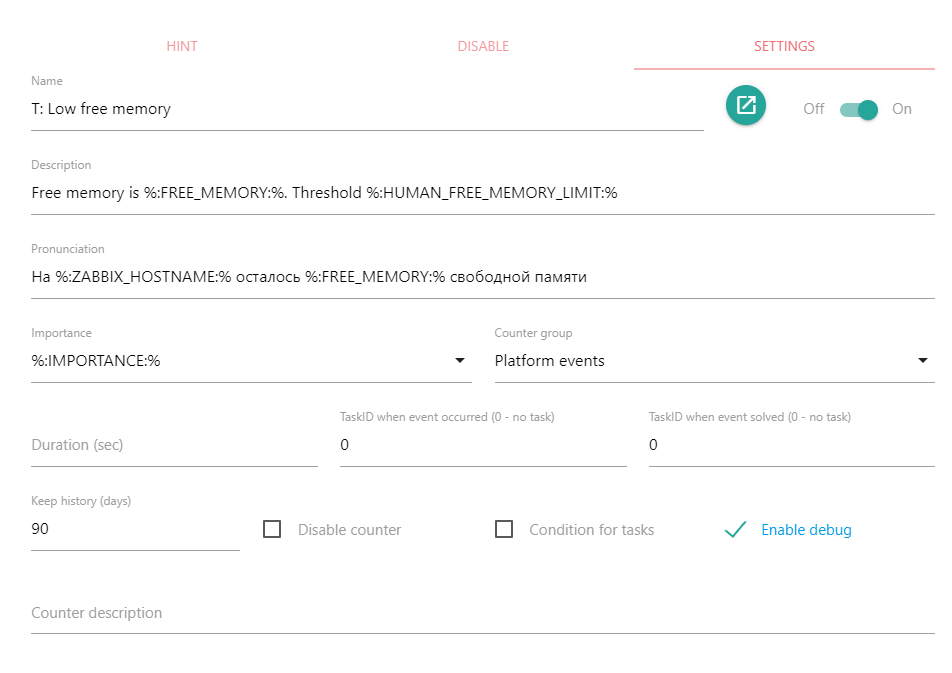 HINT
DISABLE
SETTINGS
Name
T: Low free memory
Off
On
Description
Free memory is %:FREE_MEMORY:%. Threshold %:HUMAN_FREE_MEMORY_LIMIT:%
Pronunciation
На %:ZABBIX_HOSTNAME:% осталось %:FREE_MEMORY:% свободной памяти
Importance
%:IMPORTANCE:%
Counter group
Platform events
Duration (sec)
TaskID when event occurred (0 - no task)
0
TaskID when event solved (0 - no task)
0
Keep history (days)
90
Disable counter
Condition for tasks
Enable debug
Counter description